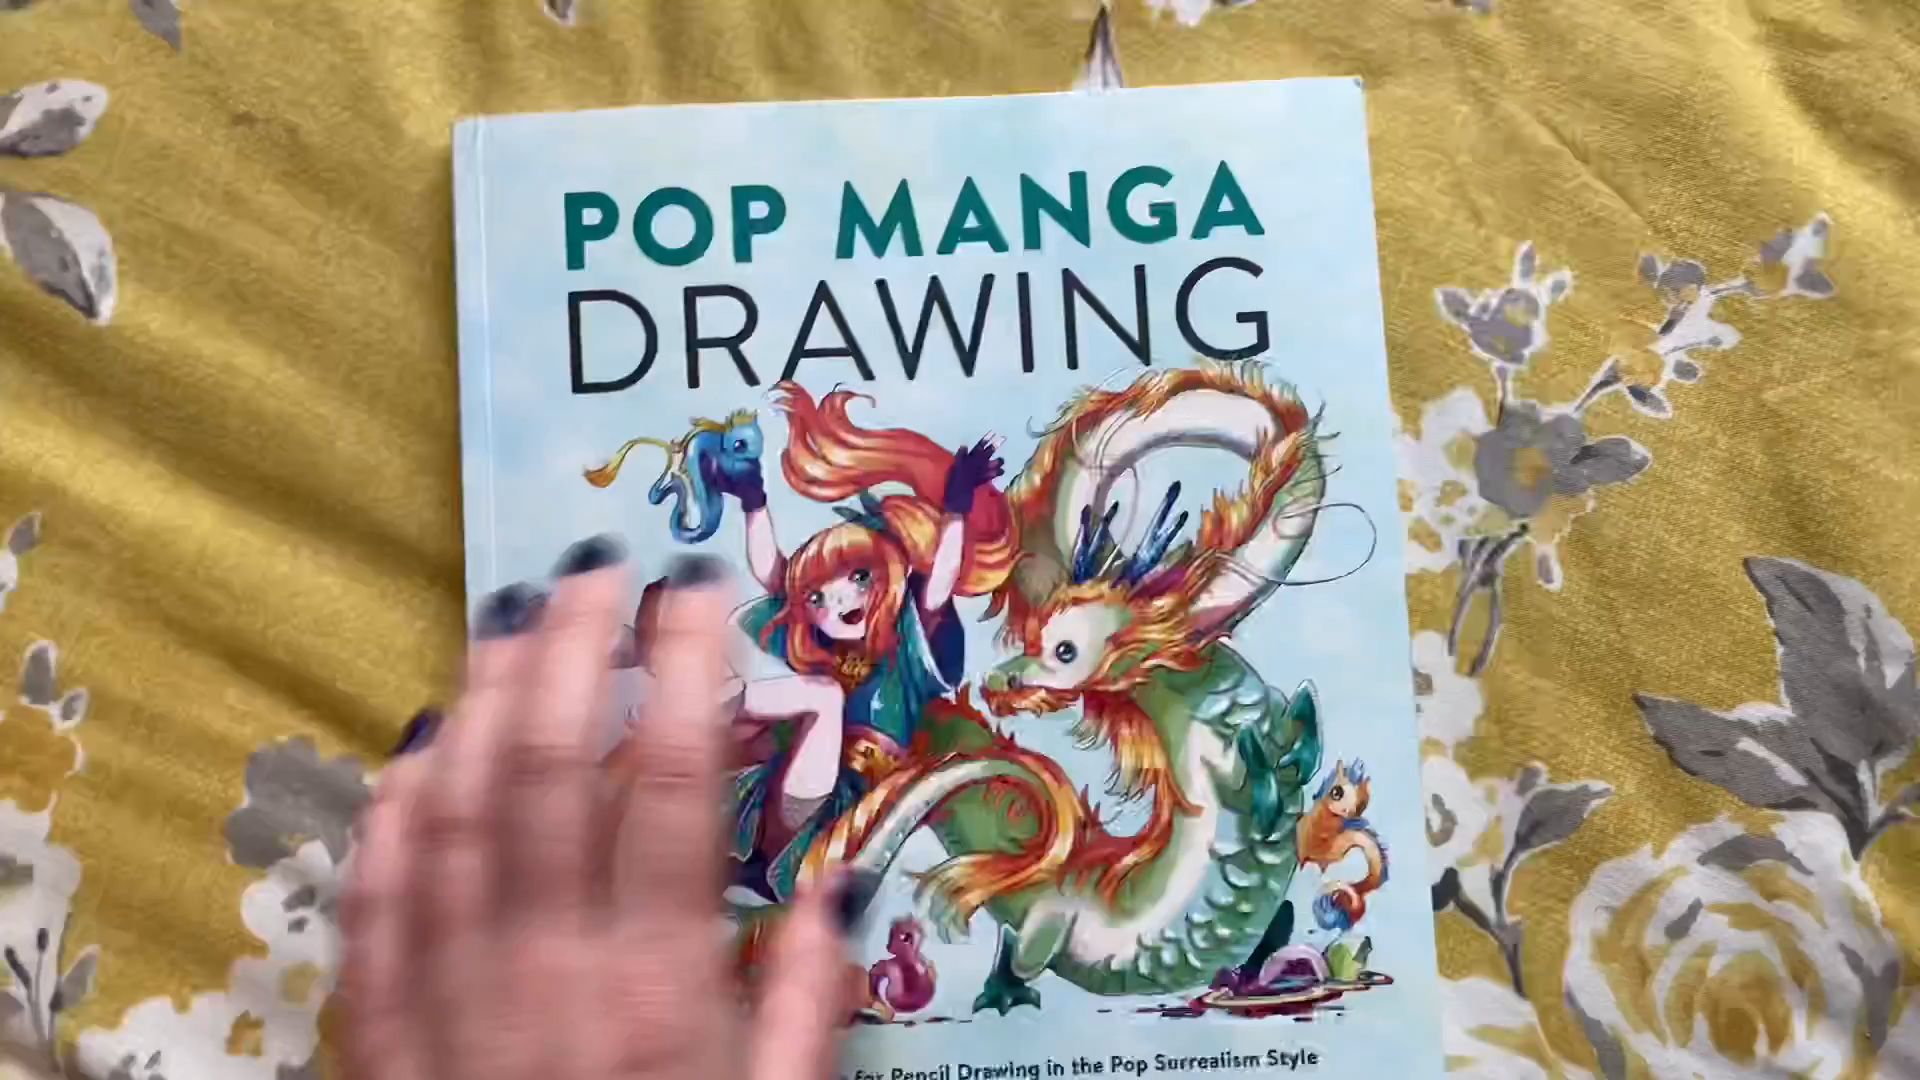 POP MANGA
DRAWING
for Pencil Drawing in the Pop Surrealism Style